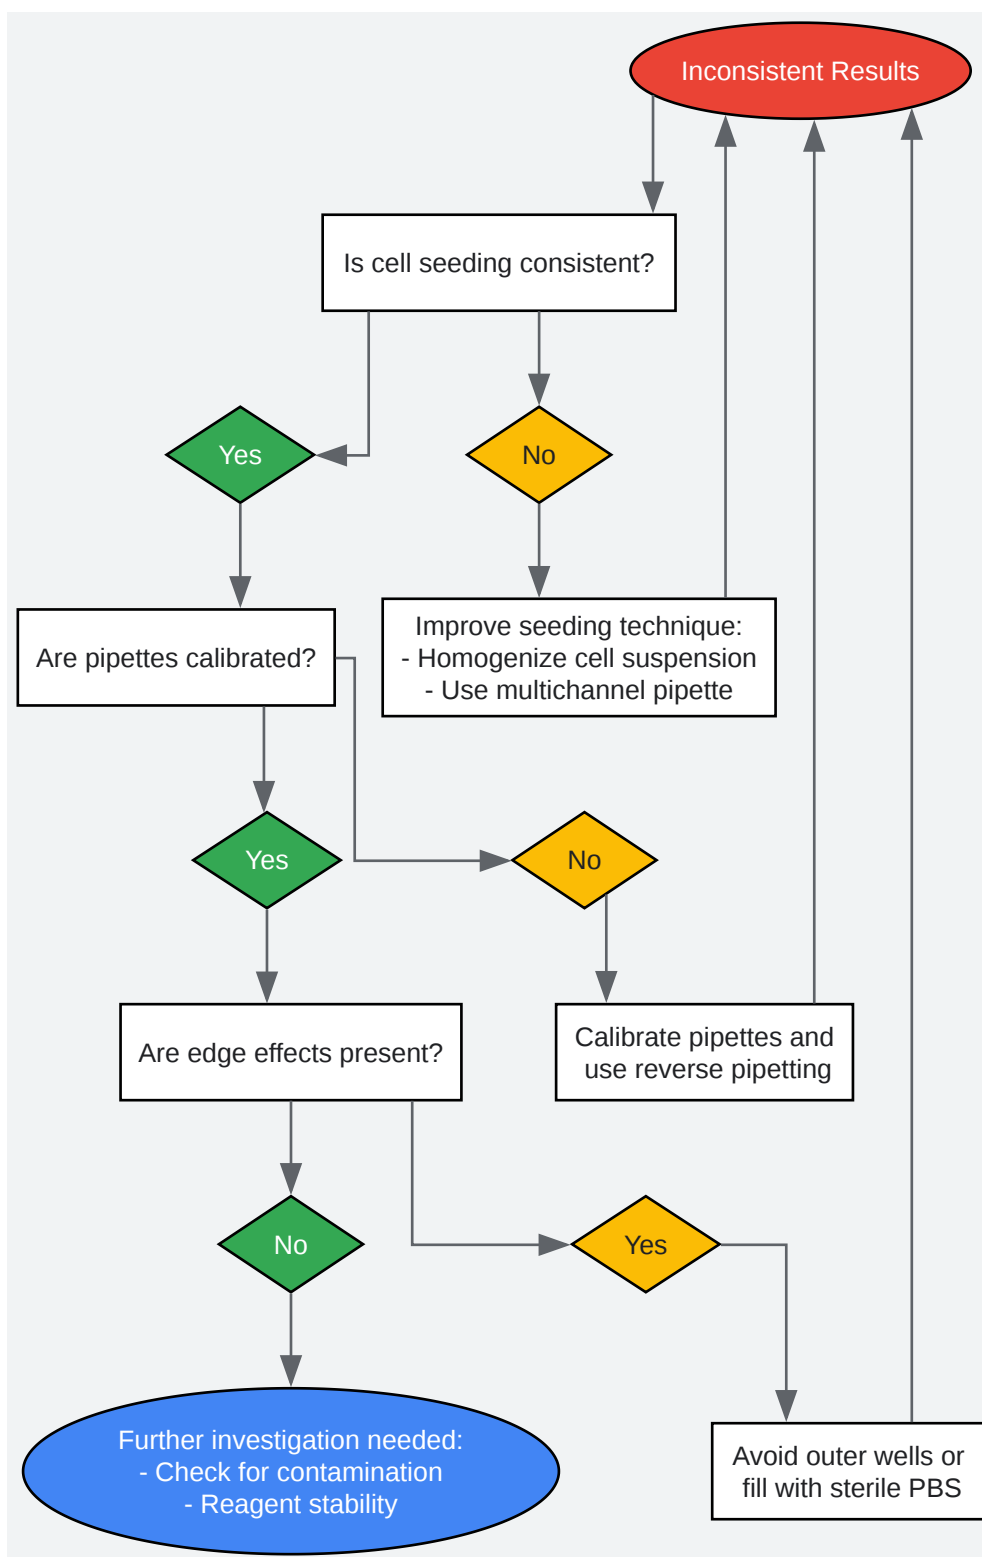 Inconsistent Results
Is cell seeding consistent?
Yes
No
Improve seeding technique:
- Homogenize cell suspension
- Use multichannel pipette
Are pipettes calibrated?
Yes
No
Calibrate pipettes and
use reverse pipetting
Are edge effects present?
No
Yes
Further investigation needed:
- Check for contamination
- Reagent stability
Avoid outer wells or
fill with sterile PBS